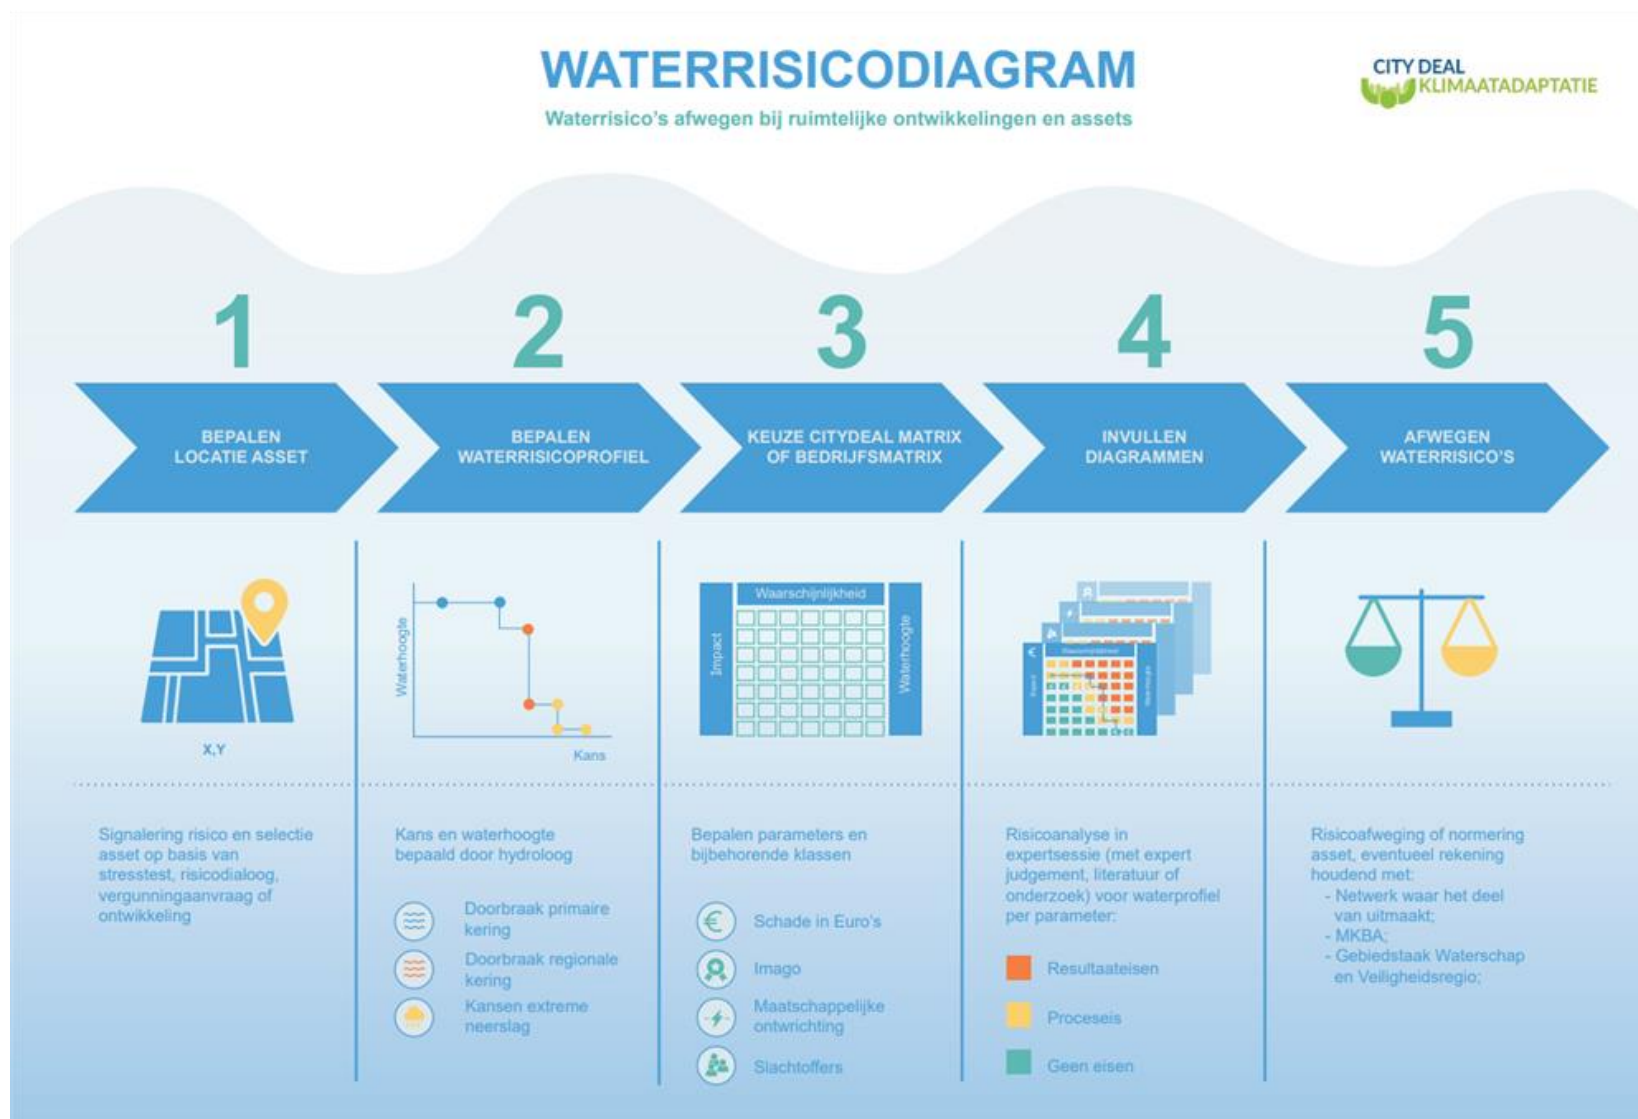 WATERRISICODIAGRAM
Waterrisico's afwegen bij ruimtelijke ontwikkelingen en assets
CITY DEAL
KLIMAATADAPTATIE
1
BEPALEN
LOCATIE ASSET
X,Y
Signalering risico en selectie
asset op basis van
stresstest, risicodialoog,
vergunningaanvraag of
ontwikkeling
2
BEPALEN
WATERRISICOPROFIEL
Waterhoogte
Kans
Kans en waterhoogte
bepaald door hydroloog
Doorbraak primaire
kering
Doorbraak regionale
kering
Kansen extreme
neerslag
3
KEUZE CITYDEAL MATRIX
OF BEDRIJFSMATRIX
Waarschijnlijkheid
Impact
Waterhoogte
Bepalen parameters en
bijbehorende klassen
€
Schade in Euro's
Imago
Maatschappelijke
ontwrichting
Slachtoffers
4
INVULLEN
DIAGRAMMEN
€
Risicoanalyse in
expertsessie (met expert
judgement, literatuur of
onderzoek) voor waterprofiel
per parameter:
Resultaateisen
Proceseis
Geen eisen
5
AFWEGEN
WATERRISICO'S
Risicoafweging of normering
asset, eventueel rekening
houdend met:
- Netwerk waar het deel
van uitmaakt;
- MKBA;
- Gebiedstaak Waterschap
en Veiligheidsregio;